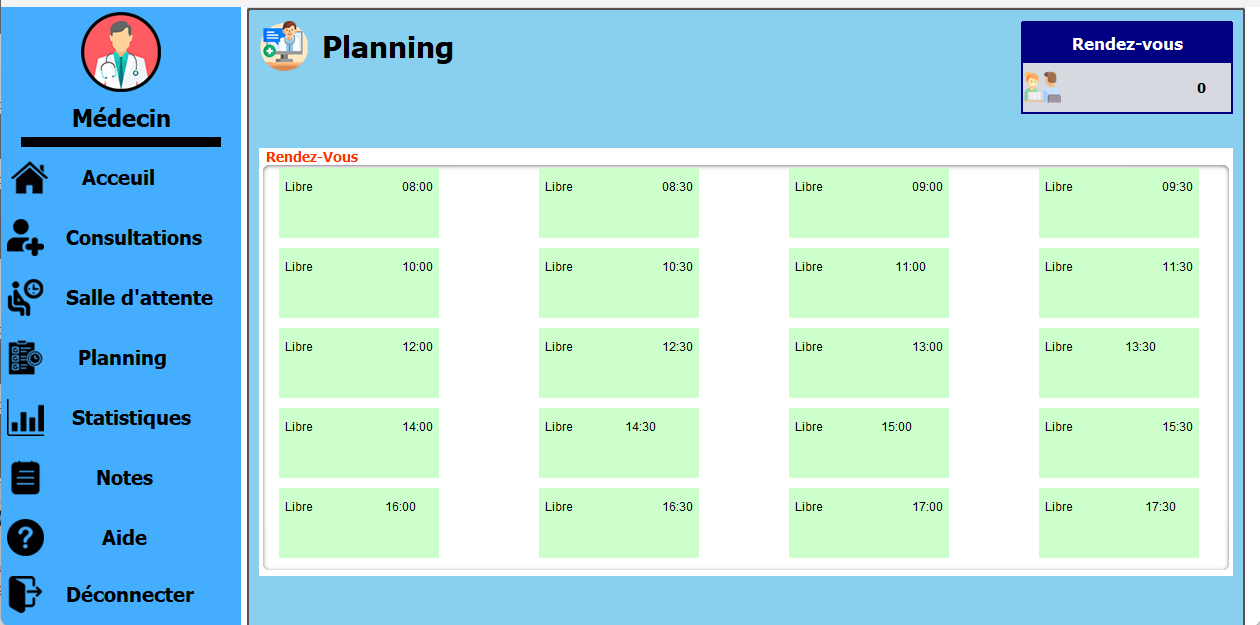 Médecin
Acceuil
Consultations
Salle d'attente
Planning
Statistiques
Notes
Aide
Déconnecter
Planning
Rendez-vous
0
Rendez-Vous
Libre 08:00
Libre 08:30
Libre 09:00
Libre 09:30
Libre 10:00
Libre 10:30
Libre 11:00
Libre 11:30
Libre 12:00
Libre 12:30
Libre 13:00
Libre 13:30
Libre 14:00
Libre 14:30
Libre 15:00
Libre 15:30
Libre 16:00
Libre 16:30
Libre 17:00
Libre 17:30